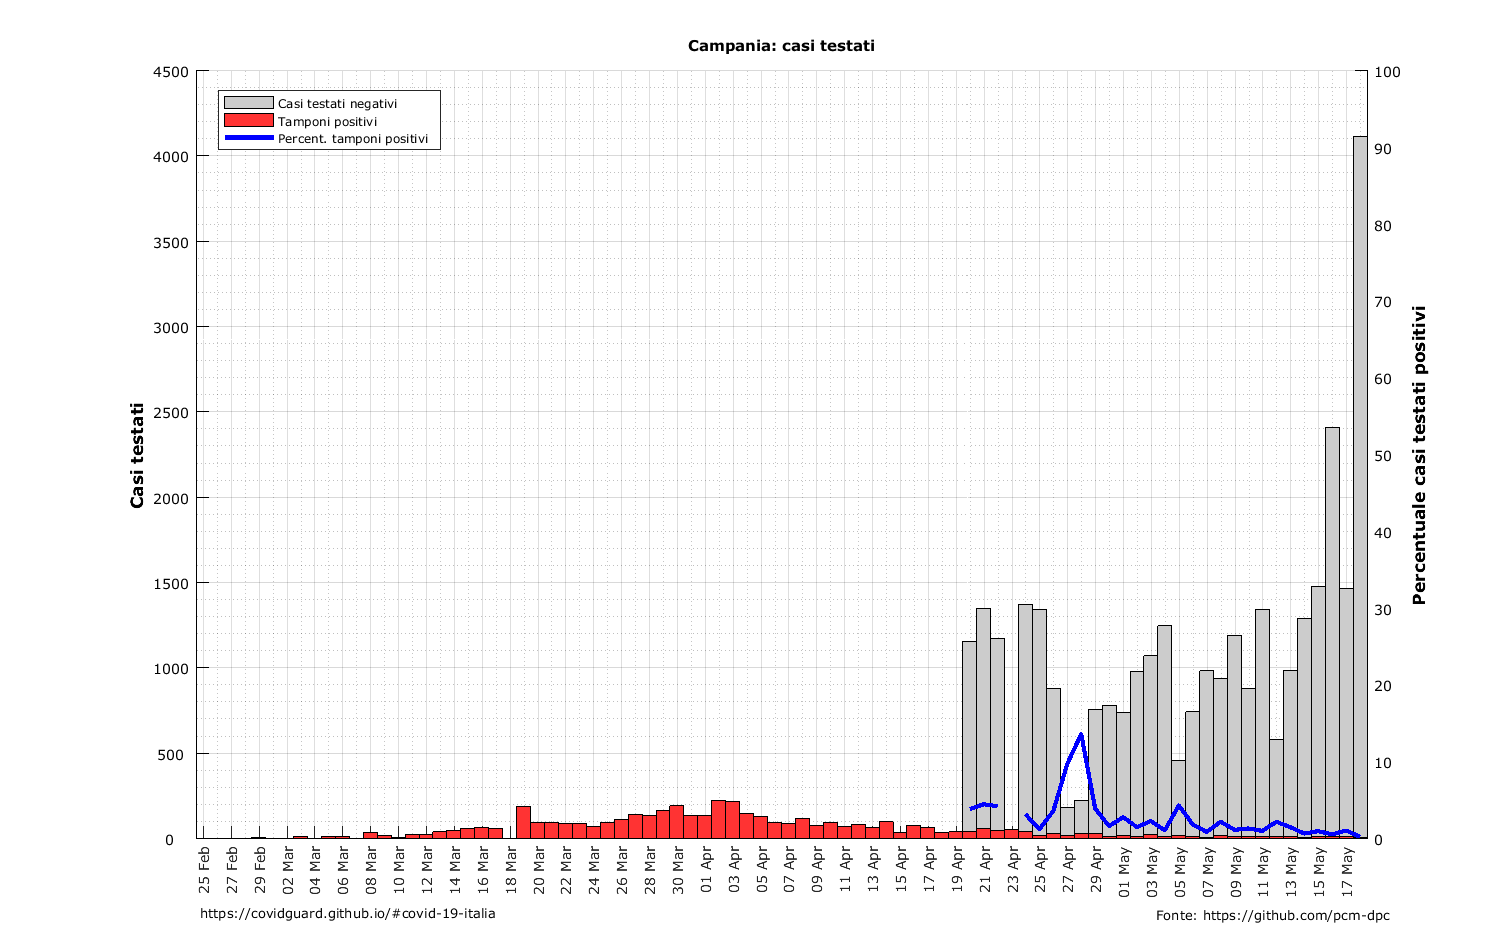 Campania: casi testati
Casi testati negativi
Tamponi positivi
Percent. tamponi positivi
Casi testati
4500
4000
3500
3000
2500
2000
1500
1000
500
0
100
90
80
70
60
50
40
30
20
10
0
Percentuale casi testati positivi
25 Feb
27 Feb
29 Feb
02 Mar
04 Mar
06 Mar
08 Mar
10 Mar
12 Mar
14 Mar
16 Mar
18 Mar
20 Mar
22 Mar
24 Mar
26 Mar
28 Mar
30 Mar
01 Apr
03 Apr
05 Apr
07 Apr
09 Apr
11 Apr
13 Apr
15 Apr
17 Apr
19 Apr
21 Apr
23 Apr
25 Apr
27 Apr
29 Apr
01 May
03 May
05 May
07 May
09 May
11 May
13 May
15 May
17 May
https://covidguard.github.io/#covid-19-italia
Fonte: https://github.com/pcm-dpc